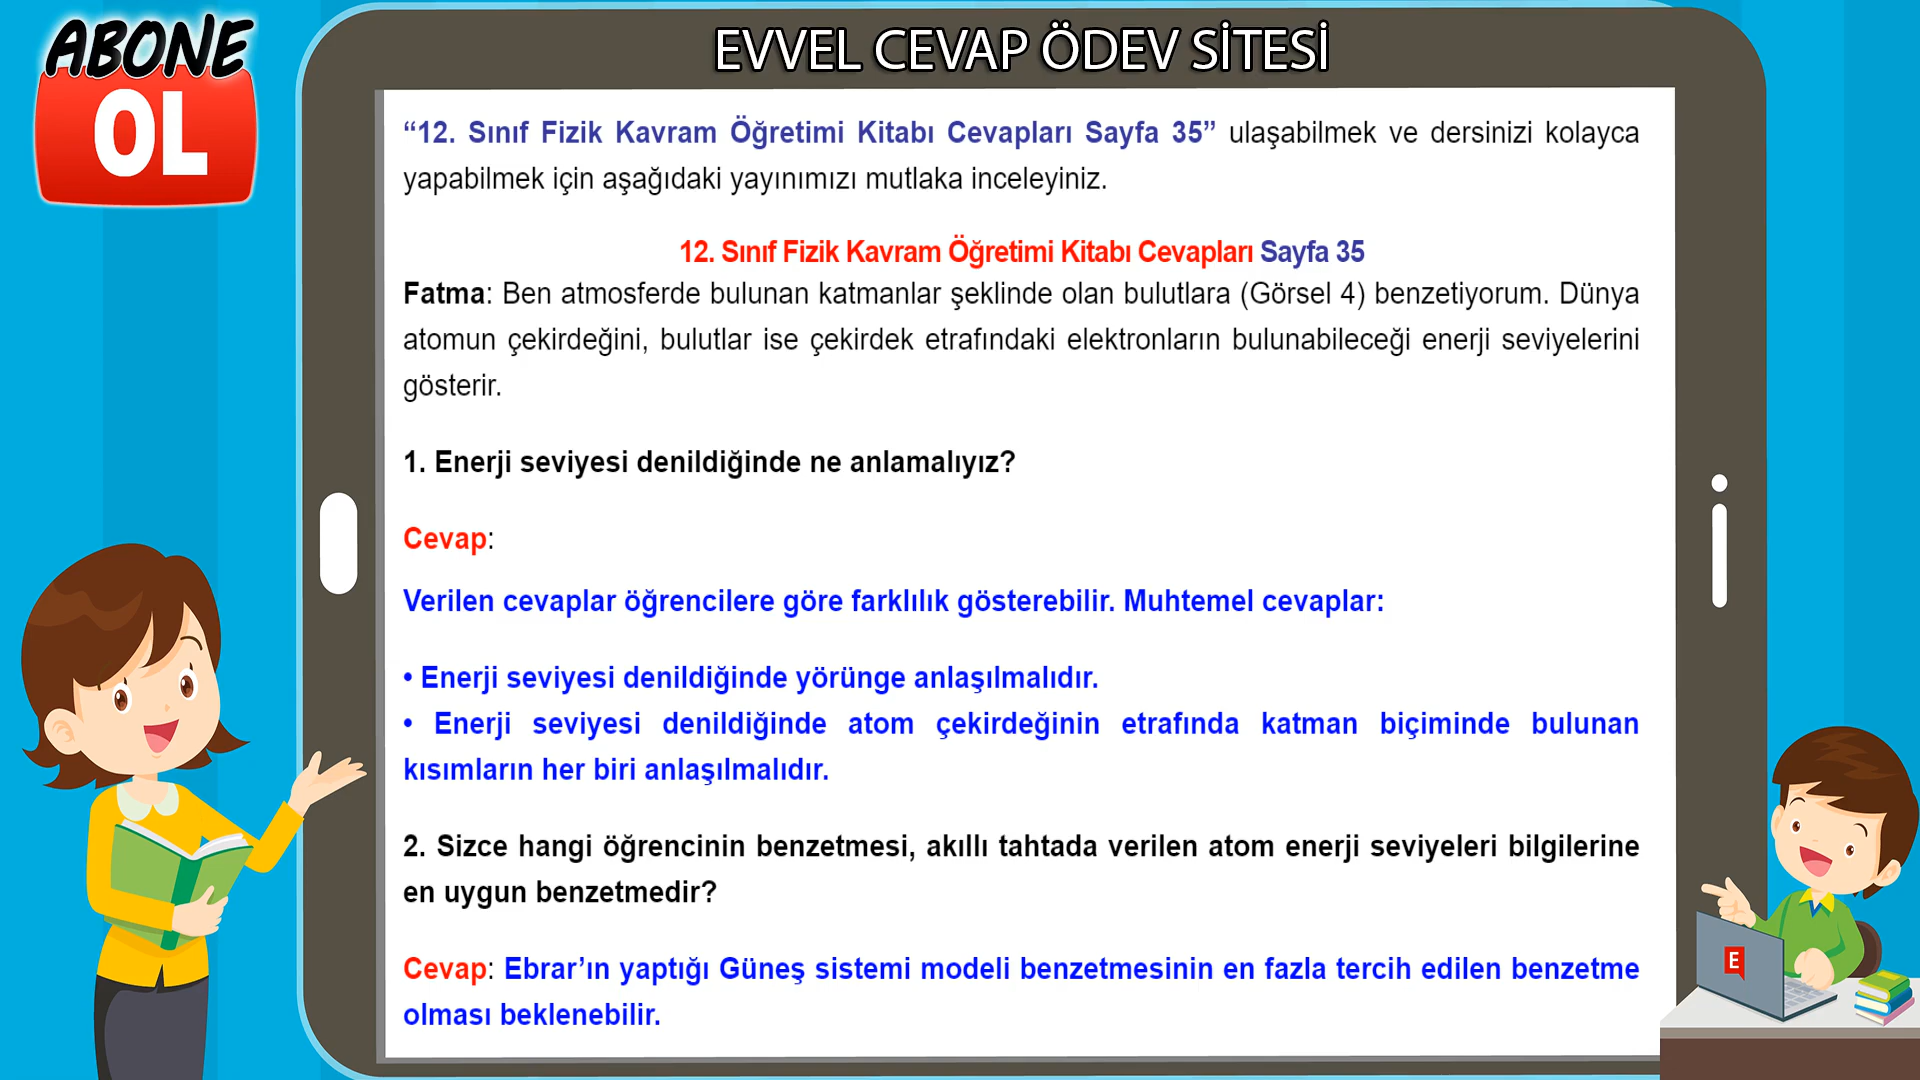 ABONE
OL
EVVEL CEVAP ÖDEV SİTESİ
“12. Sınıf Fizik Kavram Öğretimi Kitabı Cevapları Sayfa 35” ulaşabilmek ve dersinizi kolayca
yapabilmek için aşağıdaki yayınımızı mutlaka inceleyiniz.
12. Sınıf Fizik Kavram Öğretimi Kitabı Cevapları Sayfa 35
Fatma: Ben atmosferde bulunan katmanlar şeklinde olan bulutlara (Görsel 4) benzetiyorum. Dünya
atomun çekirdeğini, bulutlar ise çekirdek etrafındaki elektronların bulunabileceği enerji seviyelerini
gösterir.
1. Enerji seviyesi denildiğinde ne anlamalıyız?
Cevap:
Verilen cevaplar öğrencilere göre farklılık gösterebilir. Muhtemel cevaplar:
• Enerji seviyesi denildiğinde yörünge anlaşılmalıdır.
• Enerji seviyesi denildiğinde atom çekirdeğinin etrafında katman biçiminde bulunan
kısımların her biri anlaşılmalıdır.
2. Sizce hangi öğrencinin benzetmesi, akıllı tahtada verilen atom enerji seviyeleri bilgilerine
en uygun benzetmedir?
Cevap: Ebrar’ın yaptığı Güneş sistemi modeli benzetmesinin en fazla tercih edilen benzetme
olması beklenebilir.
E